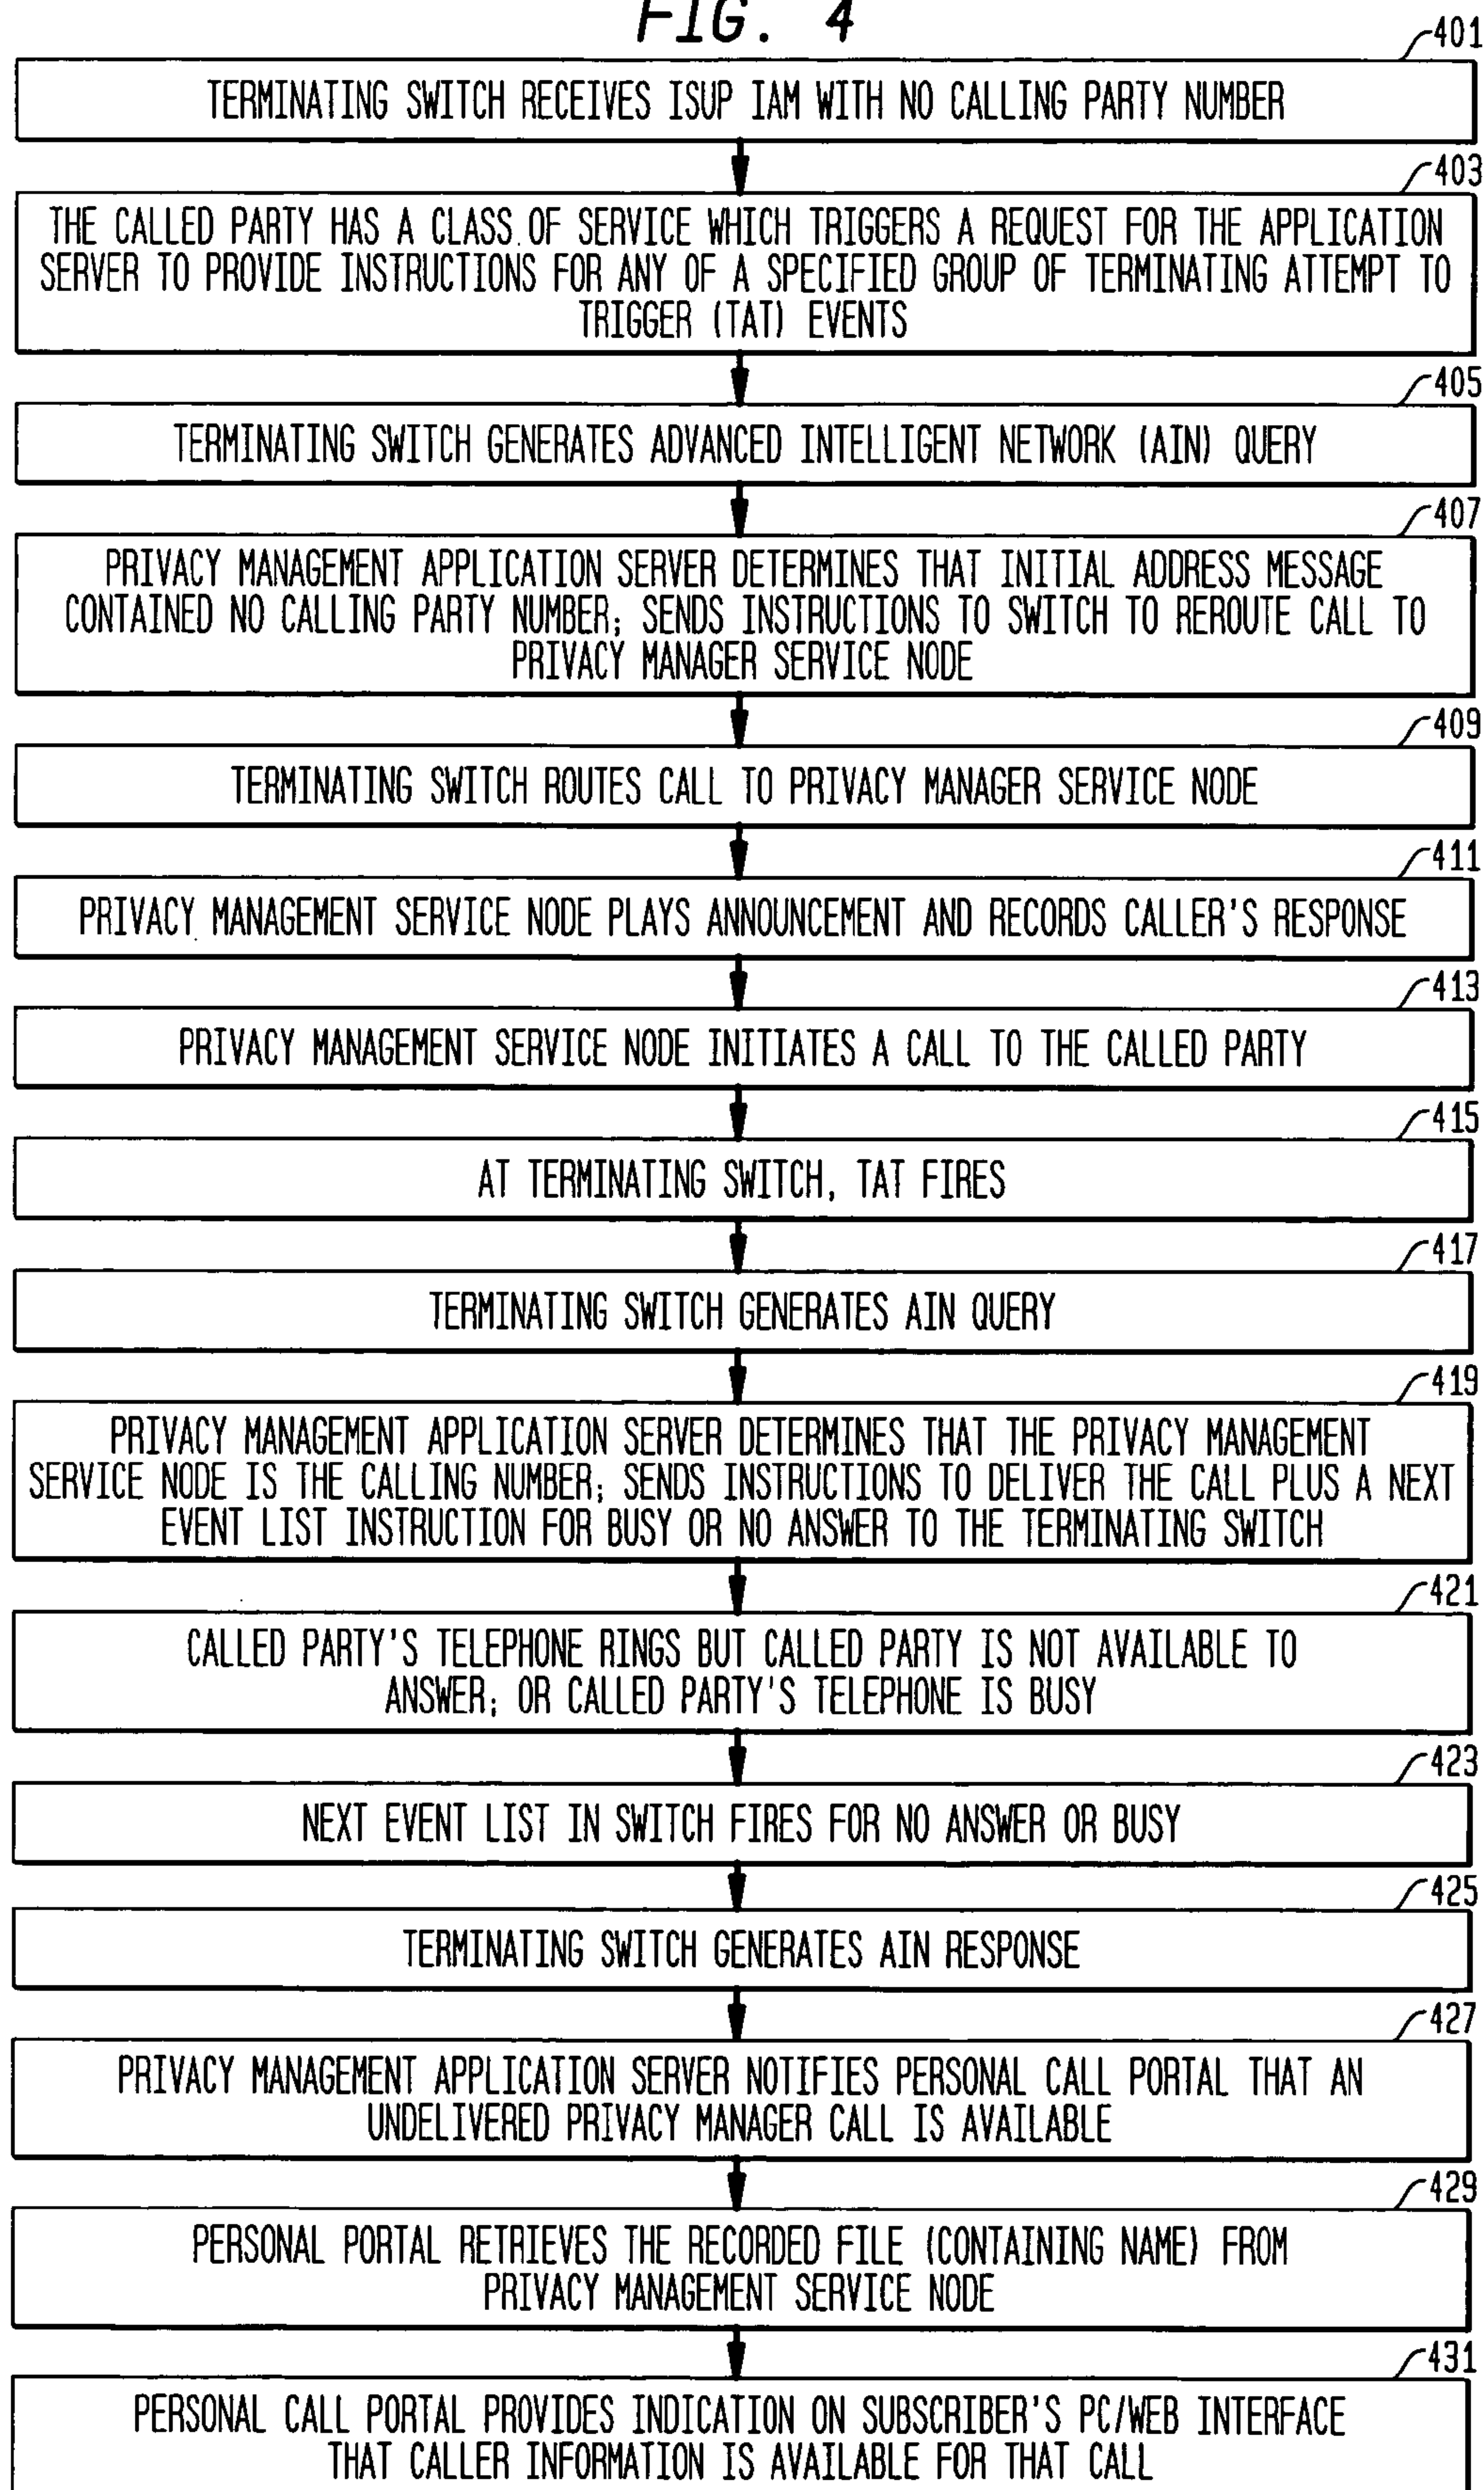 FIG. 4
401
TERMINATING SWITCH RECEIVES ISUP IAM WITH NO CALLING PARTY NUMBER
403
THE CALLED PARTY HAS A CLASS OF SERVICE WHICH TRIGGERS A REQUEST FOR THE APPLICATION
SERVER TO PROVIDE INSTRUCTIONS FOR ANY OF A SPECIFIED GROUP OF TERMINATING ATTEMPT TO
TRIGGER (TAT) EVENTS
405
TERMINATING SWITCH GENERATES ADVANCED INTELLIGENT NETWORK (AIN) QUERY
407
PRIVACY MANAGEMENT APPLICATION SERVER DETERMINES THAT INITIAL ADDRESS MESSAGE
CONTAINED NO CALLING PARTY NUMBER; SENDS INSTRUCTIONS TO SWITCH TO REROUTE CALL TO
PRIVACY MANAGER SERVICE NODE
409
TERMINATING SWITCH ROUTES CALL TO PRIVACY MANAGER SERVICE NODE
411
PRIVACY MANAGEMENT SERVICE NODE PLAYS ANNOUNCEMENT AND RECORDS CALLER'S RESPONSE
413
PRIVACY MANAGEMENT SERVICE NODE INITIATES A CALL TO THE CALLED PARTY
415
AT TERMINATING SWITCH, TAT FIRES
417
TERMINATING SWITCH GENERATES AIN QUERY
419
PRIVACY MANAGEMENT APPLICATION SERVER DETERMINES THAT THE PRIVACY MANAGEMENT
SERVICE NODE IS THE CALLING NUMBER; SENDS INSTRUCTIONS TO DELIVER THE CALL PLUS A NEXT
EVENT LIST INSTRUCTION FOR BUSY OR NO ANSWER TO THE TERMINATING SWITCH
421
CALLED PARTY'S TELEPHONE RINGS BUT CALLED PARTY IS NOT AVAILABLE TO
ANSWER; OR CALLED PARTY'S TELEPHONE IS BUSY
423
NEXT EVENT LIST IN SWITCH FIRES FOR NO ANSWER OR BUSY
425
TERMINATING SWITCH GENERATES AIN RESPONSE
427
PRIVACY MANAGEMENT APPLICATION SERVER NOTIFIES PERSONAL CALL PORTAL THAT AN
UNDELIVERED PRIVACY MANAGER CALL IS AVAILABLE
429
PERSONAL PORTAL RETRIEVES THE RECORDED FILE (CONTAINING NAME) FROM
PRIVACY MANAGEMENT SERVICE NODE
431
PERSONAL CALL PORTAL PROVIDES INDICATION ON SUBSCRIBER'S PC/WEB INTERFACE
THAT CALLER INFORMATION IS AVAILABLE FOR THAT CALL